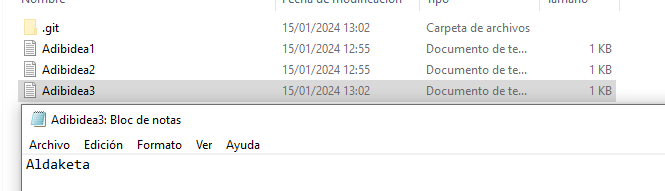 Nombre Fecha de modificación Tipo Tamaño
.git 15/01/2024 13:02 Carpeta de archivos
Adibidea1 15/01/2024 12:55 Documento de te... 1 KB
Adibidea2 15/01/2024 12:55 Documento de te... 1 KB
Adibidea3 15/01/2024 13:02 Documento de te... 1 KB
Adibidea3: Bloc de notas
Archivo Edición Formato Ver Ayuda
Aldaketa